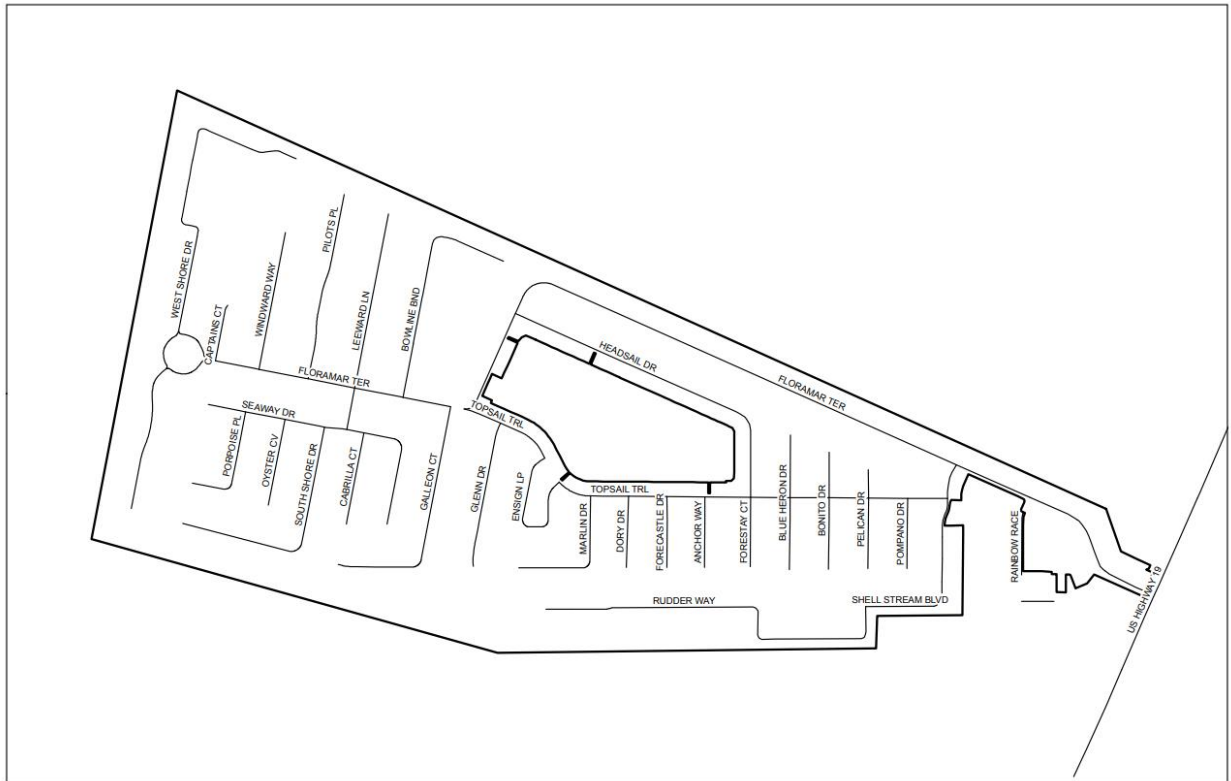 WEST SHORE DR
CAPTAINS CT
WINDWARD WAY
PILOTS PL
LEEWARD LN
BOWLINE BND
FLORAMAR TER
SEAWAY DR
PORPOISE PL
OYSTER CV
SOUTH SHORE DR
CABRILLA CT
GALLEON CT
TOPSAIL TRL
GLENN DR
ENSIGN LP
HEADSAIL DR
FLORAMAR TER
TOPSAIL TRL
MARLIN DR
DORY DR
FORECASTLE DR
ANCHOR WAY
FORESTAY CT
BLUE HERON DR
BONITO DR
PELICAN DR
POMPANO DR
RAINBOW RACE
RUDDER WAY
SHELL STREAM BLVD
US HIGHWAY 19